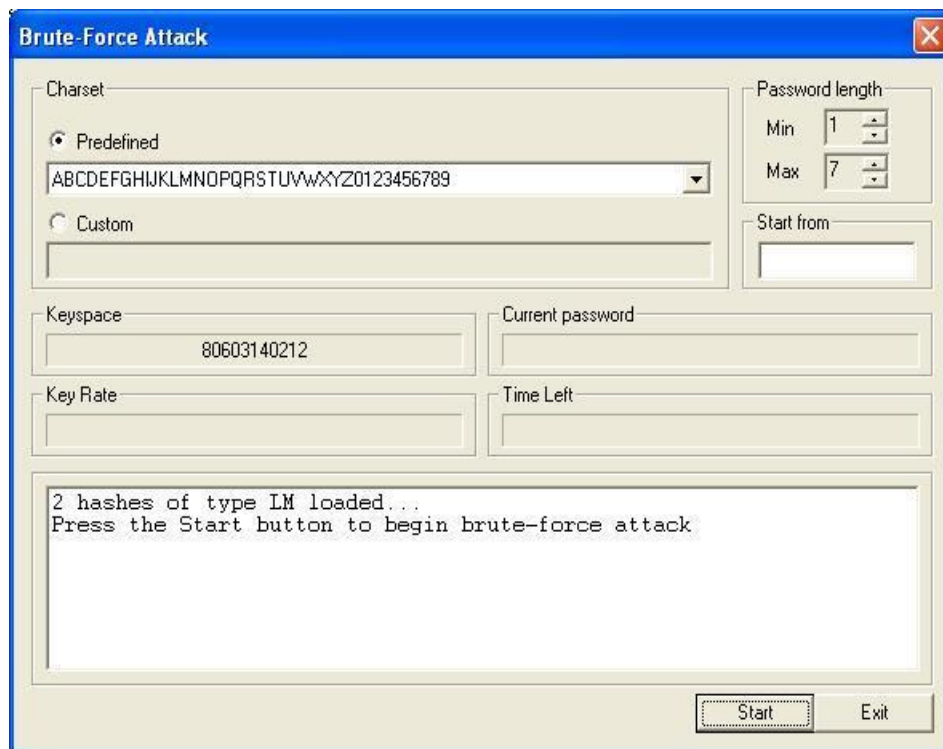 Brute-Force Attack
Charset
Predefined
ABCDEFGHIJKLMNOPQRSTUVWXYZ0123456789
Custom
Password length
Min 1
Max 7
Start from
Keyspace
80603140212
Current password
Key Rate
Time Left
2 hashes of type LM loaded...
Press the Start button to begin brute-force attack
Start Exit